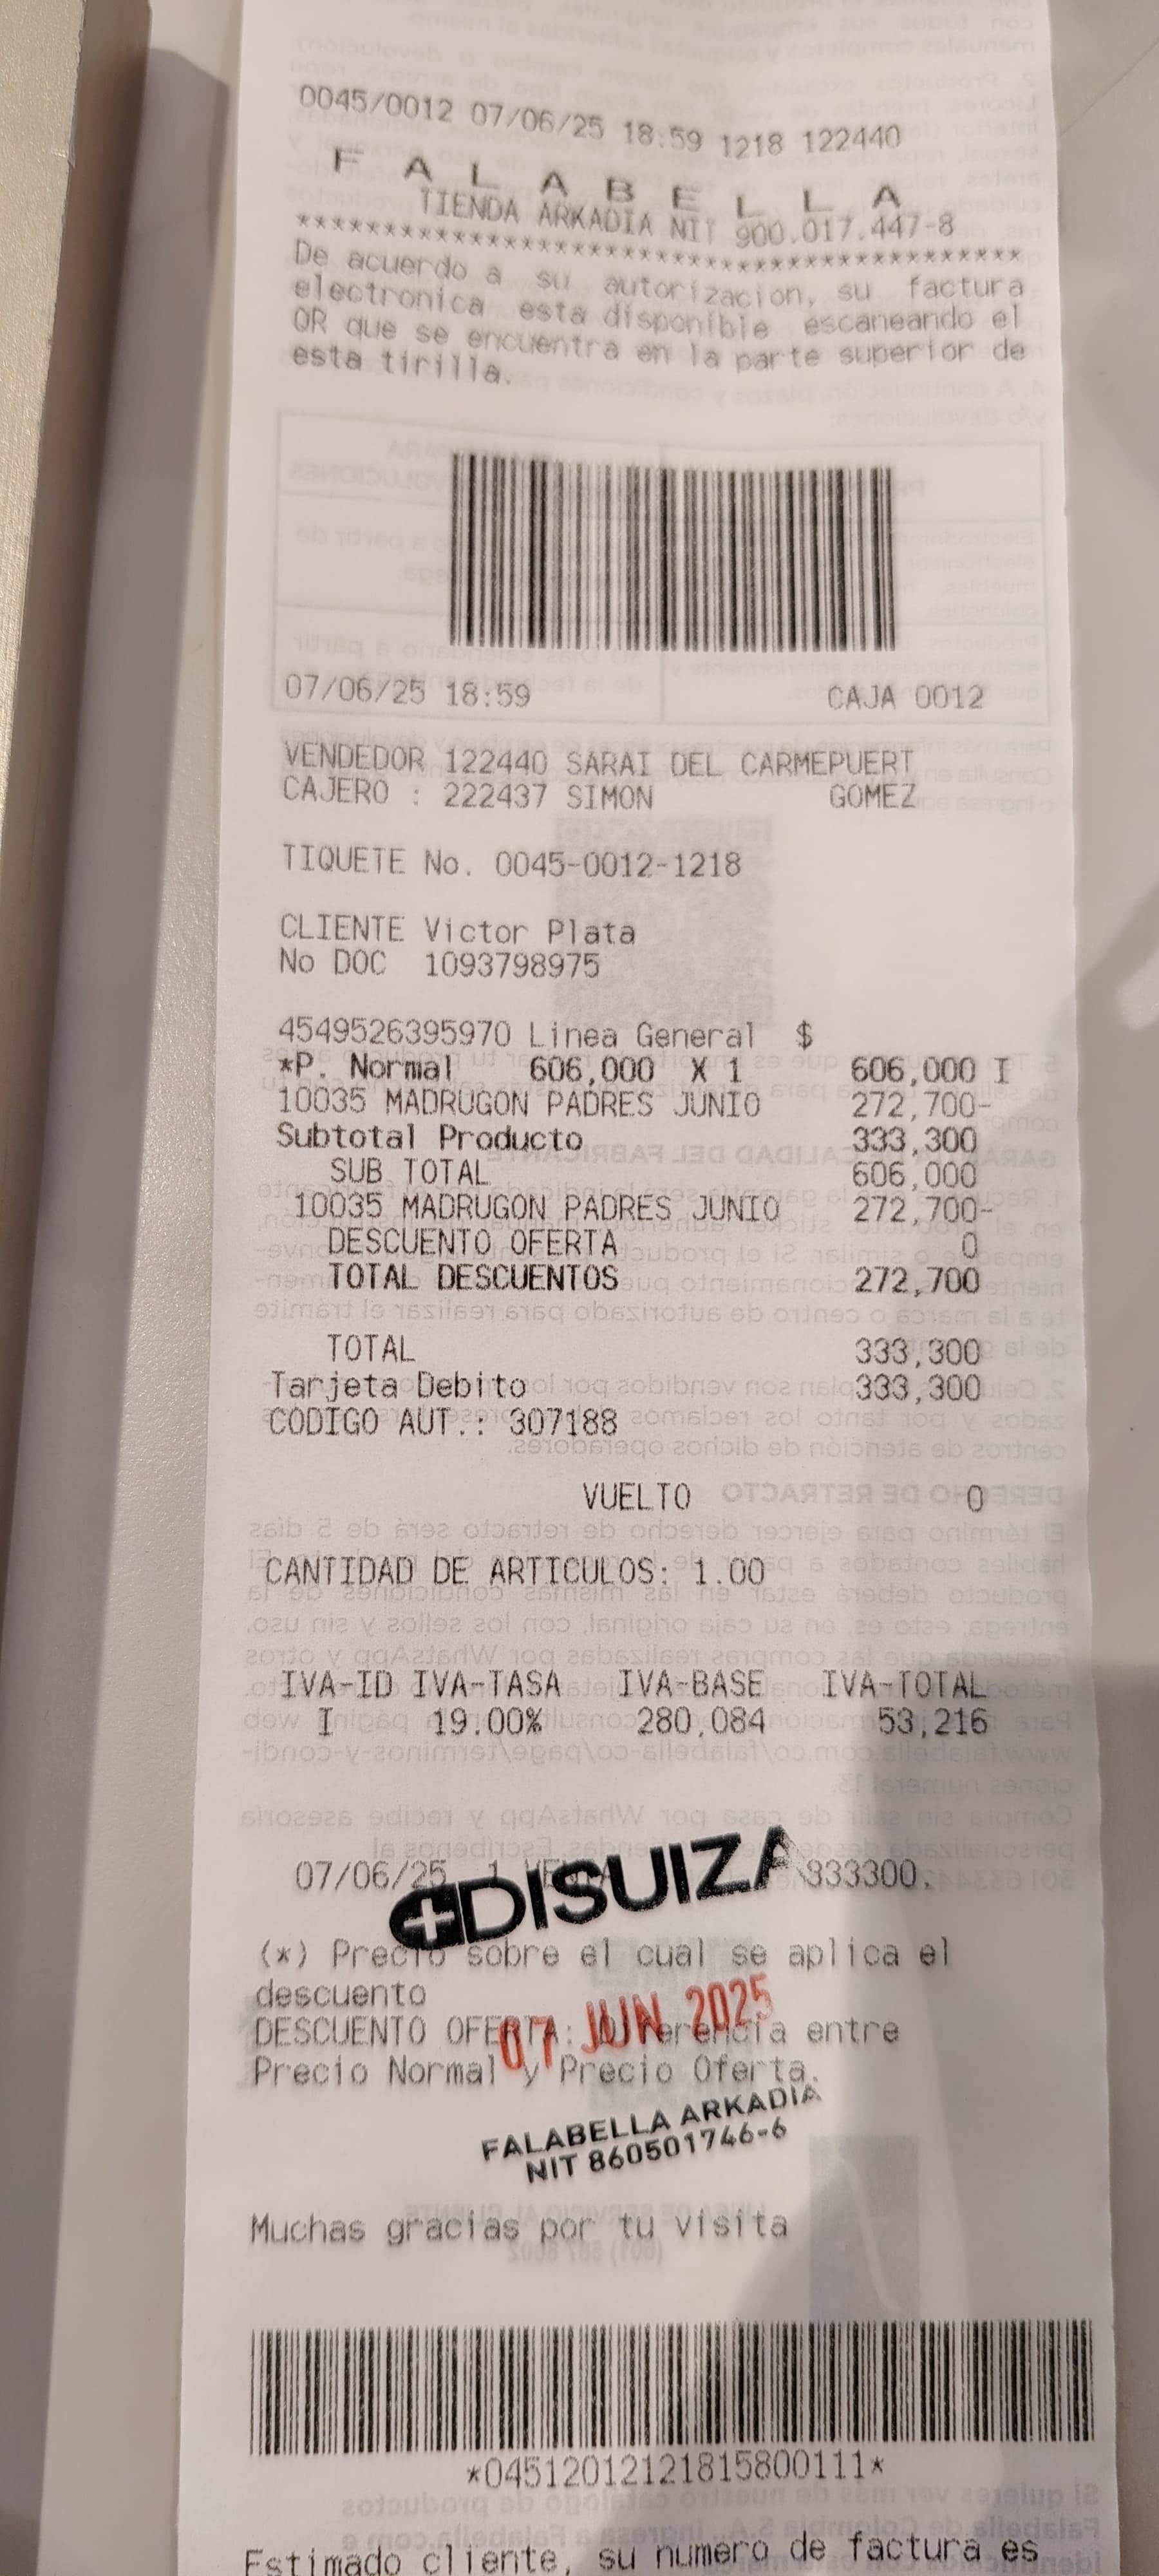 0045/0012 07/06/25 18:59 1218 122440
F A L A B E L L A
TIENDA ARKADIA NIT 900.017.447-8
******************************************
De acuerdo a su autorizacion, su factura
electronica esta disponible escaneando el
QR que se encuentra en la parte superior de
esta tirilla.
07/06/25 18:59 CAJA 0012
VENDEDOR 122440 SARAI DEL CARMEPUERT
CAJERO : 222437 SIMON GOMEZ
TIQUETE No. 0045-0012-1218
CLIENTE Victor Plata
No DOC 1093798975
4549526395970 Linea General $
*P. Normal 606,000 X 1 606,000 I
10035 MADRUGON PADRES JUNIO 272,700-
Subtotal Producto 333,300
SUB TOTAL 606,000
10035 MADRUGON PADRES JUNIO 272,700-
DESCUENTO OFERTA 0
TOTAL DESCUENTOS 272,700
TOTAL 333,300
Tarjeta Debito 333,300
CODIGO AUT.: 307188
VUELTO 0
CANTIDAD DE ARTICULOS: 1.00
IVA-ID IVA-TASA IVA-BASE IVA-TOTAL
I 19.00% 280,084 53,216
07/06/25 1 333300.
DISUIZA
(*) Precio sobre el cual se aplica el
descuento
07 JUN 2025
DESCUENTO OFERTA: Diferencia entre
Precio Normal y Precio Oferta.
FALABELLA ARKADIA
NIT 860501746-6
Muchas gracias por tu visita
*04512012121815800111*
Estimado cliente, su numero de factura es